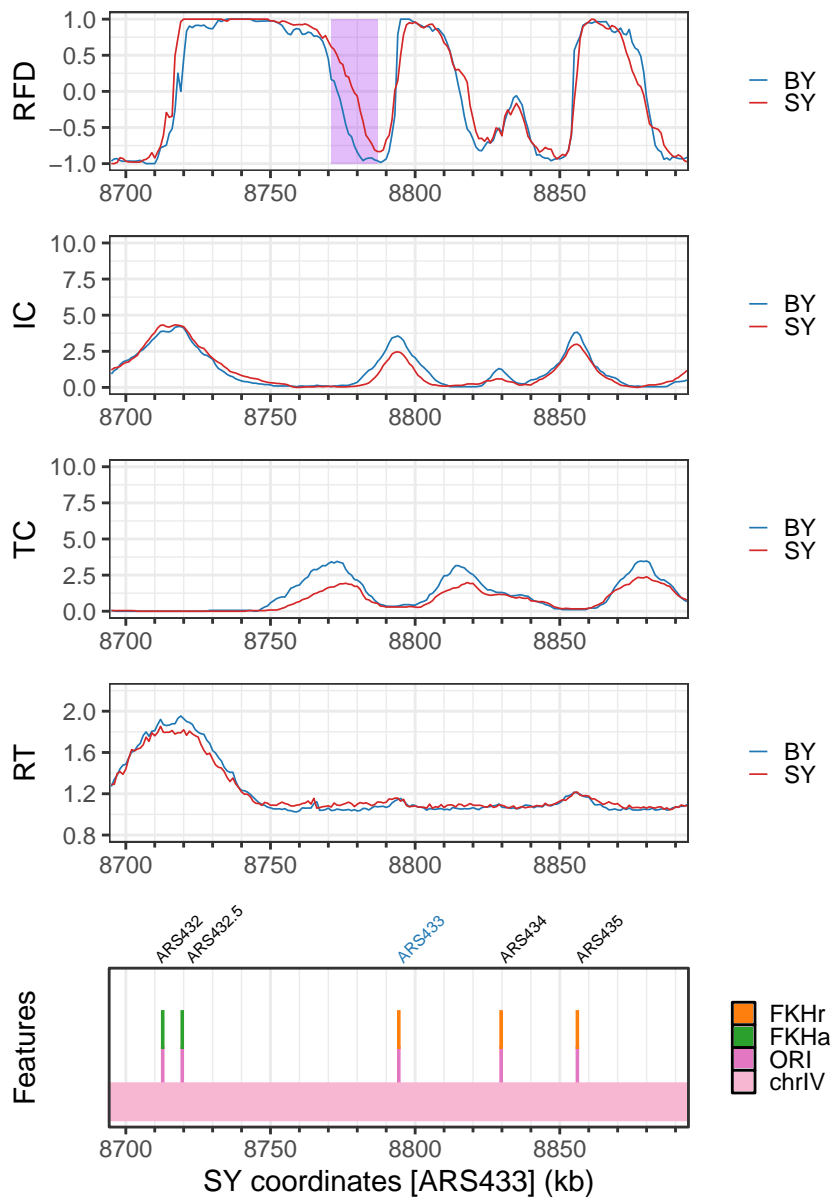 RFD
1.0
0.5
0.0
−0.5
−1.0
8700 8750 8800 8850
BY
SY
IC
10.0
7.5
5.0
2.5
0.0
8700 8750 8800 8850
BY
SY
TC
10.0
7.5
5.0
2.5
0.0
8700 8750 8800 8850
BY
SY
RT
2.0
1.6
1.2
0.8
8700 8750 8800 8850
BY
SY
ARS432 ARS432.5 ARS433 ARS434 ARS435
Features
FKHr
FKHa
ORI
chrIV
8700 8750 8800 8850
SY coordinates [ARS433] (kb)